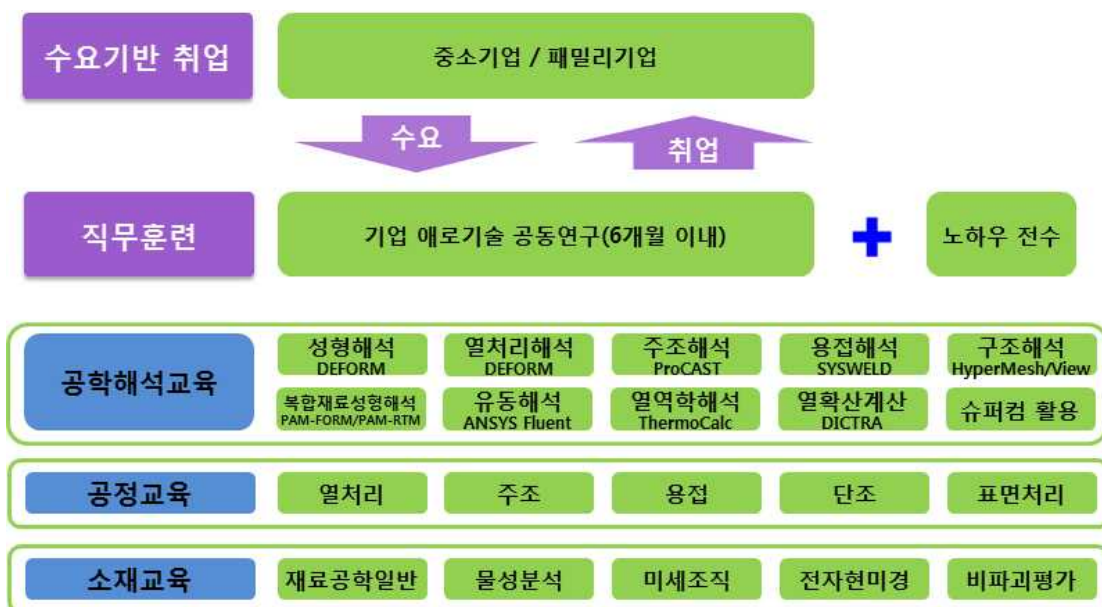 수요기반 취업
중소기업 / 패밀리기업
수요
취업
직무훈련
기업 애로기술 공동연구(6개월 이내)
노하우 전수
공학해석교육
성형해석
DEFORM
열처리해석
DEFORM
주조해석
ProCAST
용접해석
SYSWELD
구조해석
HyperMesh/View
복합재료성형해석
PAM-FORM/PAM-RTM
유동해석
ANSYS Fluent
열역학해석
ThermoCalc
열확산계산
DICTRA
슈퍼컴 활용
공정교육
열처리
주조
용접
단조
표면처리
소재교육
재료공학일반
물성분석
미세조직
전자현미경
비파괴평가